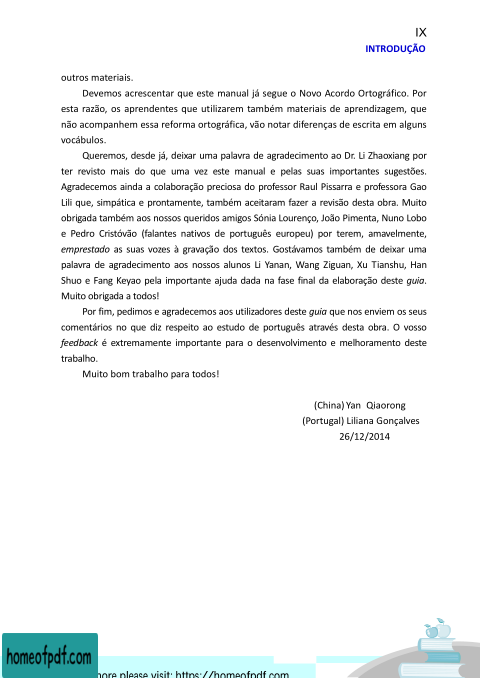 IX
INTRODUÇÃO
outros materiais.
Devemos acrescentar que este manual já segue o Novo Acordo Ortográfico. Por
esta razão, os aprendentes que utilizarem também materiais de aprendizagem, que
não acompanhem essa reforma ortográfica, vão notar diferenças de escrita em alguns
vocábulos.
Queremos, desde já, deixar uma palavra de agradecimento ao Dr. Li Zhaoxiang por
ter revisto mais do que uma vez este manual e pelas suas importantes sugestões.
Agradecemos ainda a colaboração preciosa do professor Raul Pissarra e professora Gao
Lili que, simpática e prontamente, também aceitaram fazer a revisão desta obra. Muito
obrigada também aos nossos queridos amigos Sónia Lourenço, João Pimenta, Nuno Lobo
e Pedro Cristóvão (falantes nativos de português europeu) por terem, amavelmente,
emprestado as suas vozes à gravação dos textos. Gostávamos também de deixar uma
palavra de agradecimento aos nossos alunos Li Yanan, Wang Ziguan, Xu Tianshu, Han
Shuo e Fang Keyao pela importante ajuda dada na fase final da elaboração deste guia.
Muito obrigada a todos!
Por fim, pedimos e agradecemos aos utilizadores deste guia que nos enviem os seus
comentários no que diz respeito ao estudo de português através desta obra. O vosso
feedback é extremamente importante para o desenvolvimento e melhoramento deste
trabalho.
Muito bom trabalho para todos!
(China) Yan Qiaorong
(Portugal) Liliana Gonçalves
26/12/2014
homeofpdf.com
more please visit: https://homeofpdf.com